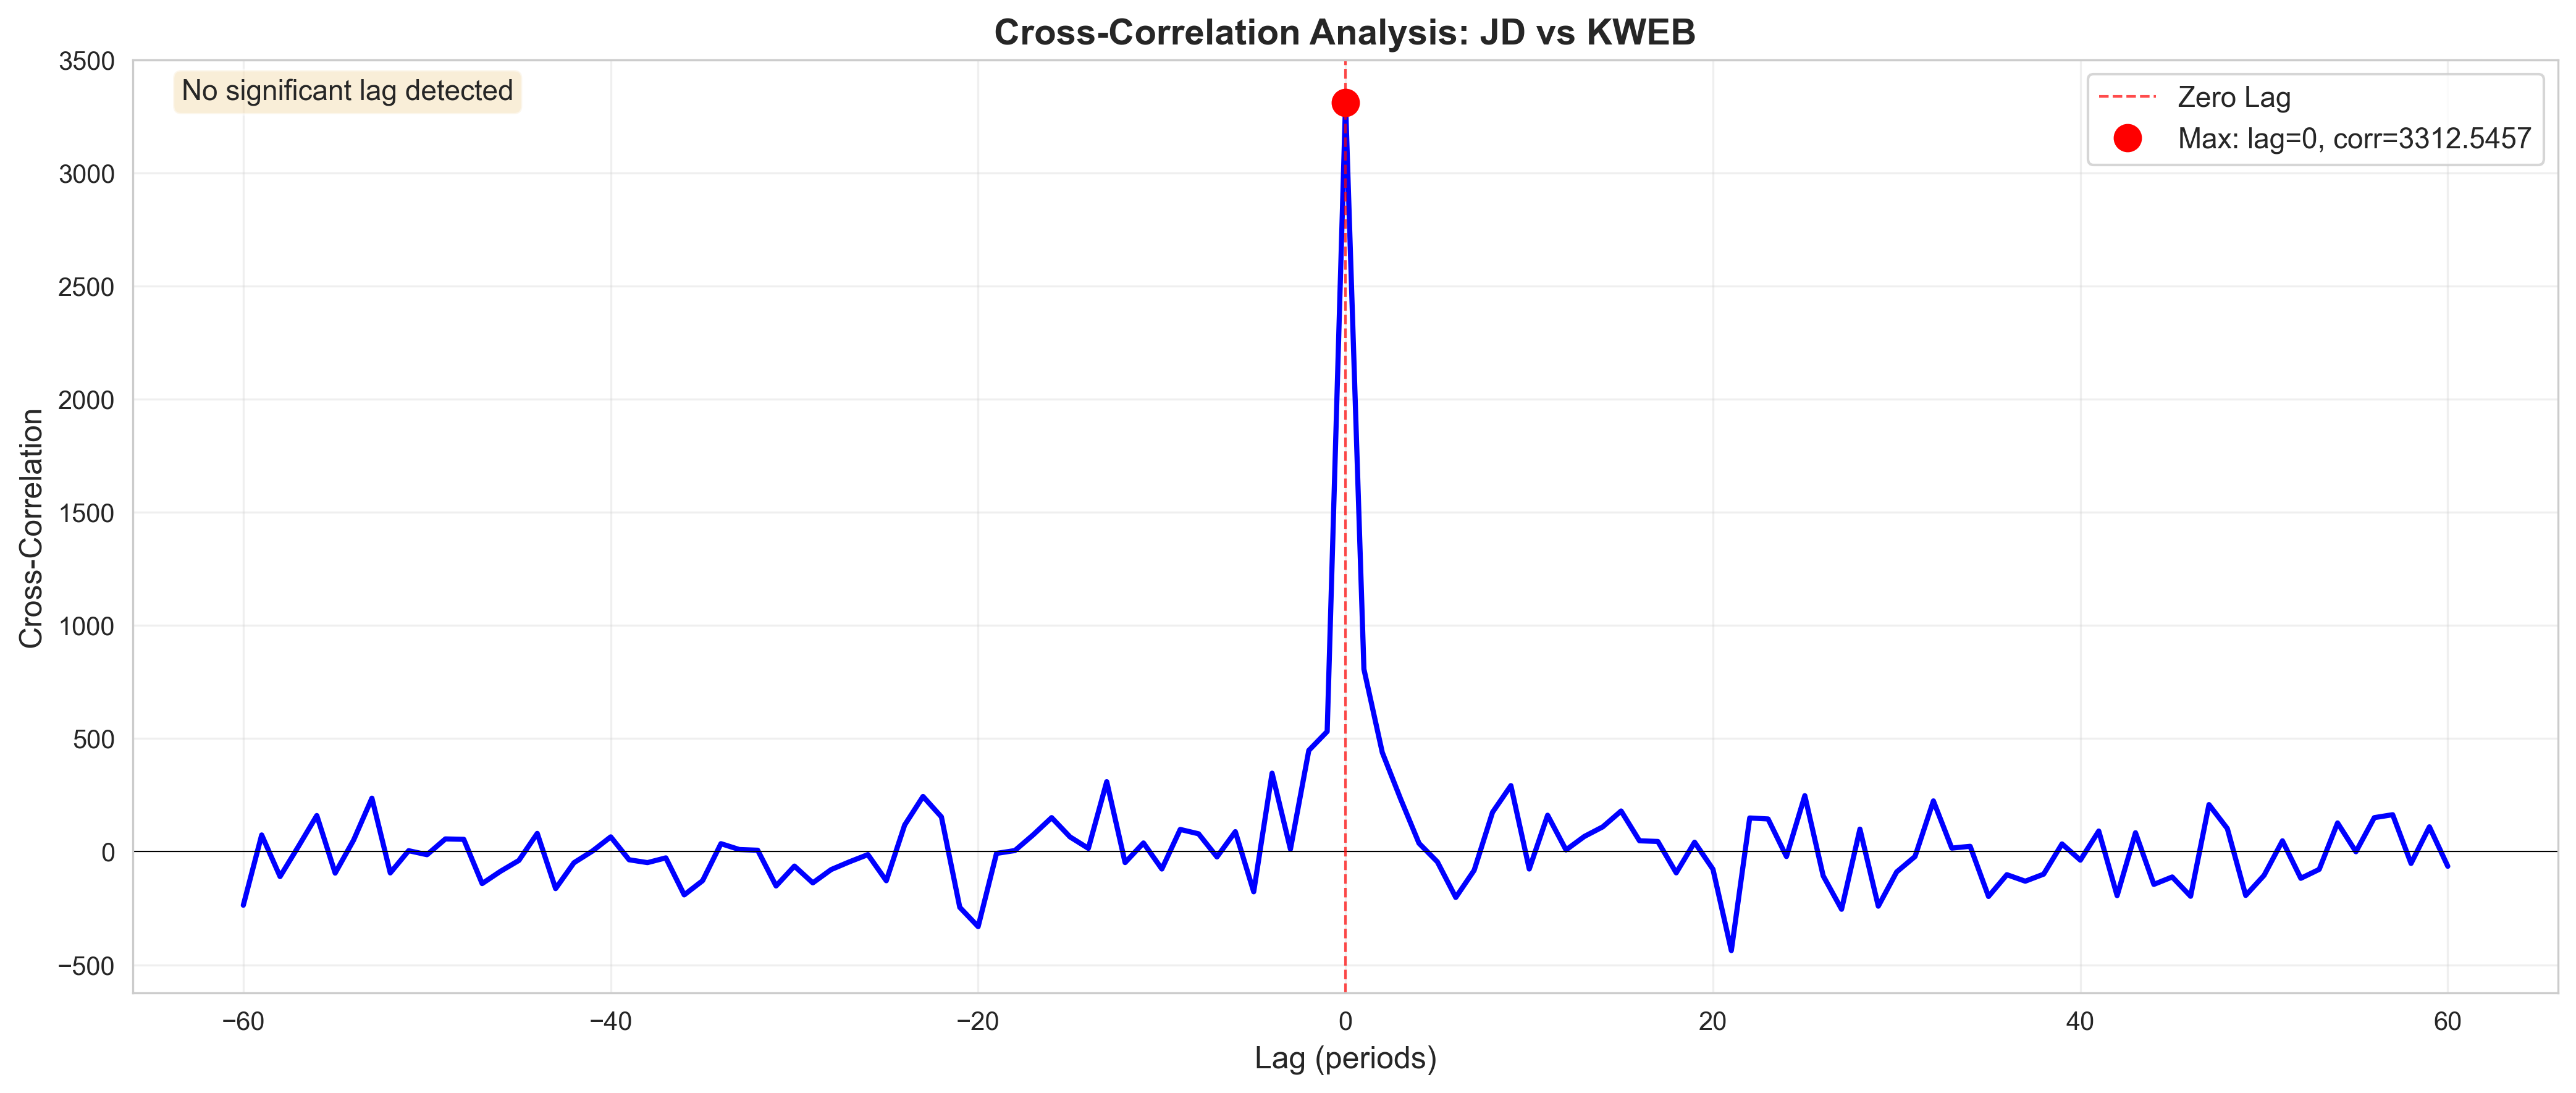 Cross-Correlation Analysis: JD vs KWEB
No significant lag detected
Zero Lag
Max: lag=0, corr=3312.5457
Cross-Correlation
3500
3000
2500
2000
1500
1000
500
0
−500
−60
−40
−20
0
20
40
60
Lag (periods)